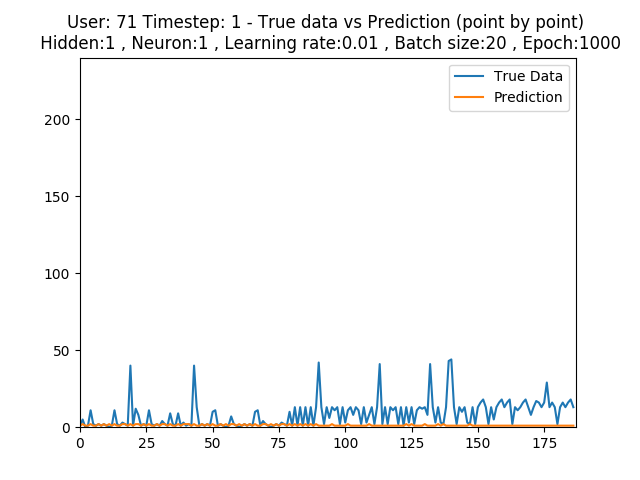 User: 71 Timestep: 1 - True data vs Prediction (point by point)
Hidden:1 , Neuron:1 , Learning rate:0.01 , Batch size:20 , Epoch:1000
True Data
Prediction
200
150
100
50
0
0 25 50 75 100 125 150 175